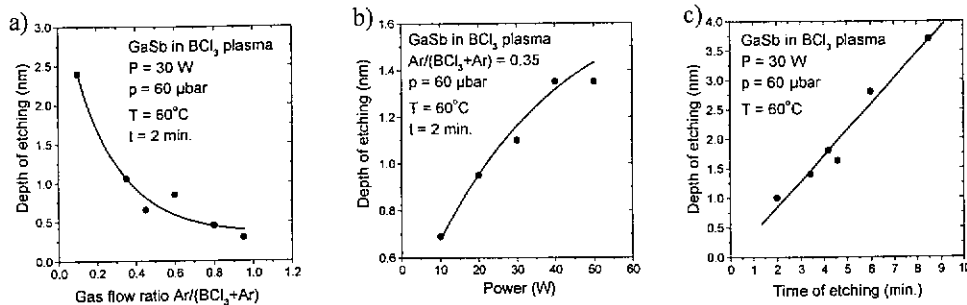 a)
3.0
2.5
2.0
1.5
1.0
0.5
0.0
Depth of etching (nm)
GaSb in BCl₃ plasma
P = 30 W
p = 60 µbar
T = 60°C
t = 2 min.
0.0 0.2 0.4 0.6 0.8 1.0 1.2
Gas flow ratio Ar/(BCl₃+Ar)
b)
1.6
1.4
1.2
1.0
0.8
0.6
Depth of etching (nm)
GaSb in BCl₃ plasma
Ar/(BCl₃+Ar) = 0.35
p = 60 µbar
T = 60°C
t = 2 min.
0 10 20 30 40 50 60
Power (W)
c)
4.0
3.5
3.0
2.5
2.0
1.5
1.0
0.5
0.0
Depth of etching (nm)
GaSb in BCl₃ plasma
P = 30 W
p = 60 µbar
T = 60°C
0 1 2 3 4 5 6 7 8 9 10
Time of etching (min.)